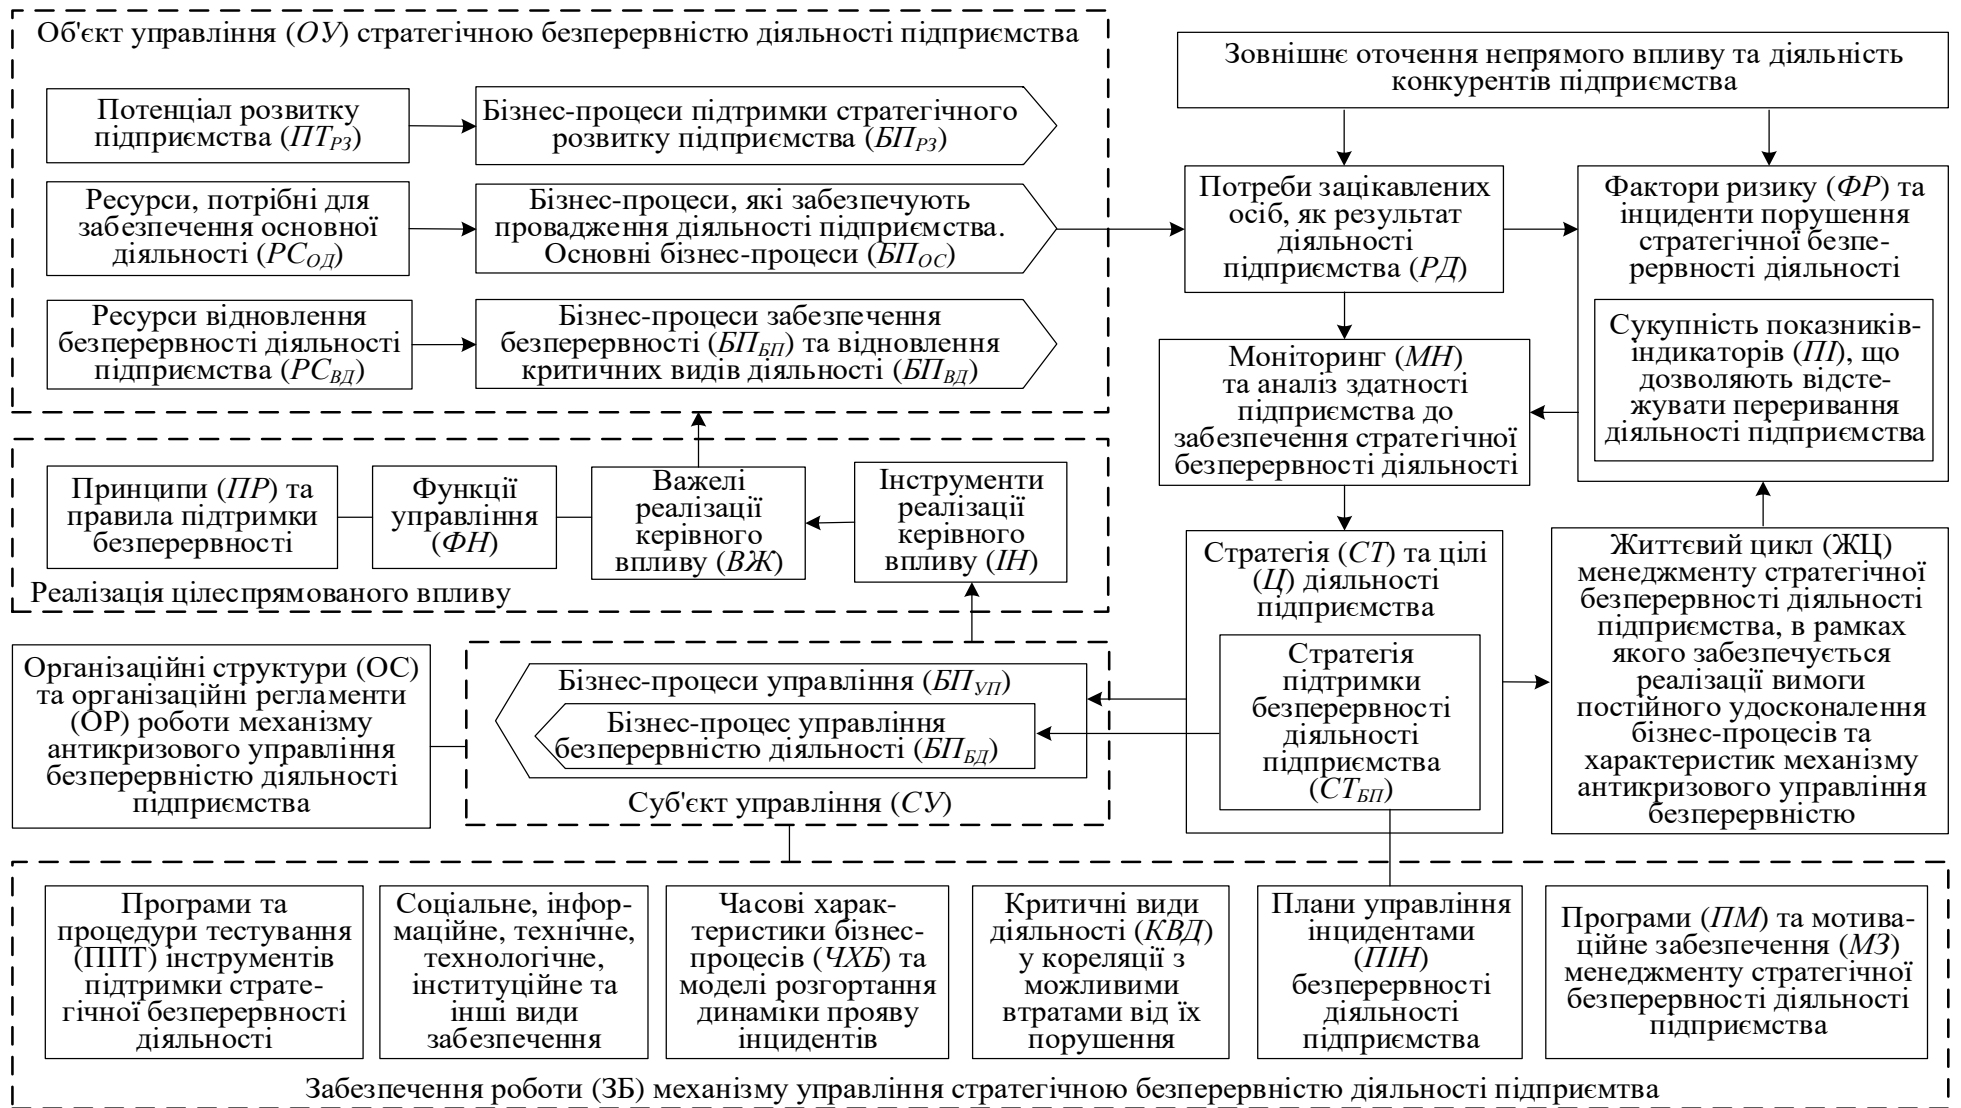 Об'єкт управління (ОУ) стратегічною безперервністю діяльності підприємства
Потенціал розвитку
підприємства (ПТРЗ)
Бізнес-процеси підтримки стратегічного
розвитку підприємства (БПРЗ)
Ресурси, потрібні для
забезпечення основної
діяльності (РСОД)
Бізнес-процеси, які забезпечують
провадження діяльності підприємства.
Основні бізнес-процеси (БПОС)
Ресурси відновлення
безперервності діяльності
підприємства (РСВД)
Бізнес-процеси забезпечення
безперервності (БПБП) та відновлення
критичних видів діяльності (БПВД)
Зовнішнє оточення непрямого впливу та діяльність
конкурентів підприємства
Потреби зацікавлених
осіб, як результат
діяльності
підприємства (РД)
Фактори ризику (ФР) та
інциденти порушення
стратегічної безпе-
рервності діяльності
Сукупність показників-
індикаторів (ПІ), що
дозволяють відсте-
жувати переривання
діяльності підприємства
Моніторинг (МН)
та аналіз здатності
підприємства до
забезпечення стратегічної
безперервності діяльності
Принципи (ПР) та
правила підтримки
безперервності
Функції
управління
(ФН)
Важелі
реалізації
керівного
впливу (ВЖ)
Інструменти
реалізації
керівного
впливу (ІН)
Реалізація цілеспрямованого впливу
Стратегія (СТ) та цілі
(Ц) діяльності
підприємства
Стратегія
підтримки
безперервності
діяльності
підприємства
(СТБП)
Життєвий цикл (ЖЦ)
менеджменту стратегічної
безперервності діяльності
підприємства, в рамках
якого забезпечується
реалізації вимоги
постійного удосконалення
бізнес-процесів та
характеристик механізму
антикризового управління
безперервністю
Організаційні структури (ОС)
та організаційні регламенти
(ОР) роботи механізму
антикризового управління
безперервністю діяльності
підприємства
Бізнес-процеси управління (БПУП)
Бізнес-процес управління
безперервністю діяльності (БПБД)
Суб'єкт управління (СУ)
Програми та
процедури тестування
(ППТ) інструментів
підтримки страте-
гічної безперервності
діяльності
Соціальне, інфор-
маційне, технічне,
технологічне,
інституційне та
інші види
забезпечення
Часові харак-
теристики бізнес-
процесів (ЧХБ) та
моделі розгортання
динаміки прояву
інцидентів
Критичні види
діяльності (КВД)
у кореляції з
можливими
втратами від їх
порушення
Плани управління
інцидентами
(ПІН)
безперервності
діяльності
підприємства
Програми (ПМ) та мотива-
ційне забезпечення (МЗ)
менеджменту стратегічної
безперервності діяльності
підприємства
Забезпечення роботи (ЗБ) механізму управління стратегічною безперервністю діяльності підприємтва